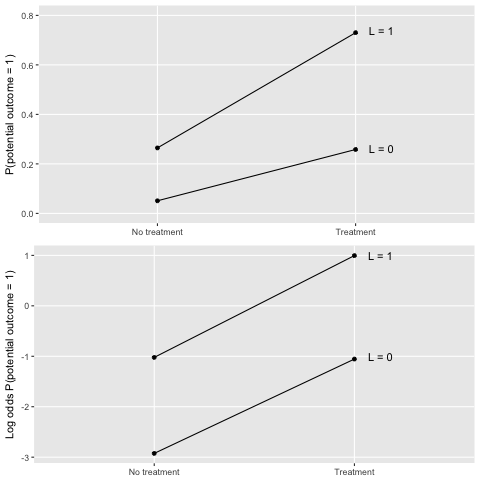 P(potential outcome = 1)
0.8
0.6
0.4
0.2
0.0
L = 1
L = 0
No treatment
Treatment
Log odds P(potential outcome = 1)
1
0
-1
-2
-3
L = 1
L = 0
No treatment
Treatment